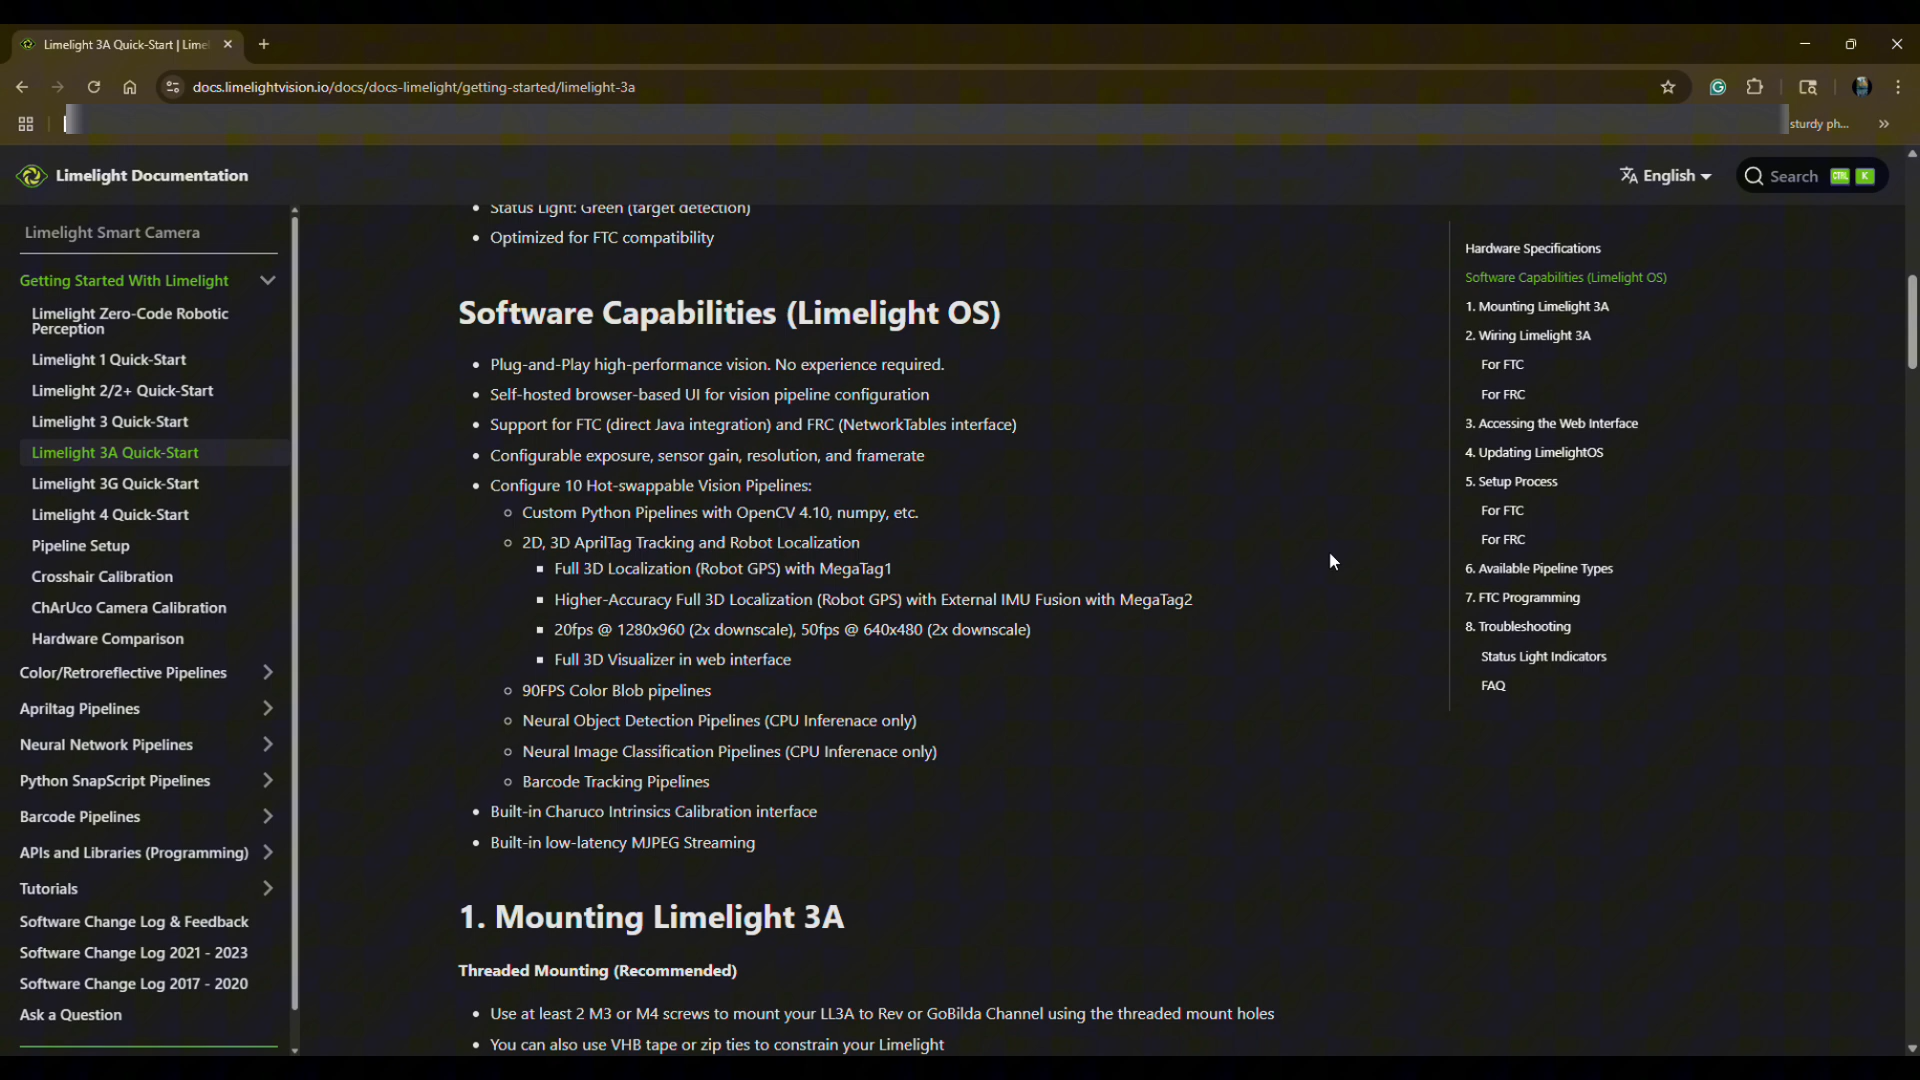 Limelight 3A Quick-Start | Lime
docs.limelightvision.io/docs/docs-limelight/getting-started/limelight-3a
sturdy ph...
Limelight Documentation
English
Search CTRL K
Limelight Smart Camera
Getting Started With Limelight
Limelight Zero-Code Robotic
Perception
Limelight 1 Quick-Start
Limelight 2/2+ Quick-Start
Limelight 3 Quick-Start
Limelight 3A Quick-Start
Limelight 3G Quick-Start
Limelight 4 Quick-Start
Pipeline Setup
Crosshair Calibration
ChArUco Camera Calibration
Hardware Comparison
Color/Retroreflective Pipelines
Apriltag Pipelines
Neural Network Pipelines
Python SnapScript Pipelines
Barcode Pipelines
APIs and Libraries (Programming)
Tutorials
Software Change Log & Feedback
Software Change Log 2021 - 2023
Software Change Log 2017 - 2020
Ask a Question
Status Light: Green (target detection)
Optimized for FTC compatibility
Software Capabilities (Limelight OS)
Plug-and-Play high-performance vision. No experience required.
Self-hosted browser-based UI for vision pipeline configuration
Support for FTC (direct Java integration) and FRC (NetworkTables interface)
Configurable exposure, sensor gain, resolution, and framerate
Configure 10 Hot-swappable Vision Pipelines:
Custom Python Pipelines with OpenCV 4.10, numpy, etc.
2D, 3D AprilTag Tracking and Robot Localization
Full 3D Localization (Robot GPS) with MegaTag1
Higher-Accuracy Full 3D Localization (Robot GPS) with External IMU Fusion with MegaTag2
20fps @ 1280x960 (2x downscale), 50fps @ 640x480 (2x downscale)
Full 3D Visualizer in web interface
90FPS Color Blob pipelines
Neural Object Detection Pipelines (CPU Inferenace only)
Neural Image Classification Pipelines (CPU Inferenace only)
Barcode Tracking Pipelines
Built-in Charuco Intrinsics Calibration interface
Built-in low-latency MJPEG Streaming
1. Mounting Limelight 3A
Threaded Mounting (Recommended)
Use at least 2 M3 or M4 screws to mount your LL3A to Rev or GoBilda Channel using the threaded mount holes
You can also use VHB tape or zip ties to constrain your Limelight
Hardware Specifications
Software Capabilities (Limelight OS)
1. Mounting Limelight 3A
2. Wiring Limelight 3A
For FTC
For FRC
3. Accessing the Web Interface
4. Updating LimelightOS
5. Setup Process
For FTC
For FRC
6. Available Pipeline Types
7. FTC Programming
8. Troubleshooting
Status Light Indicators
FAQ